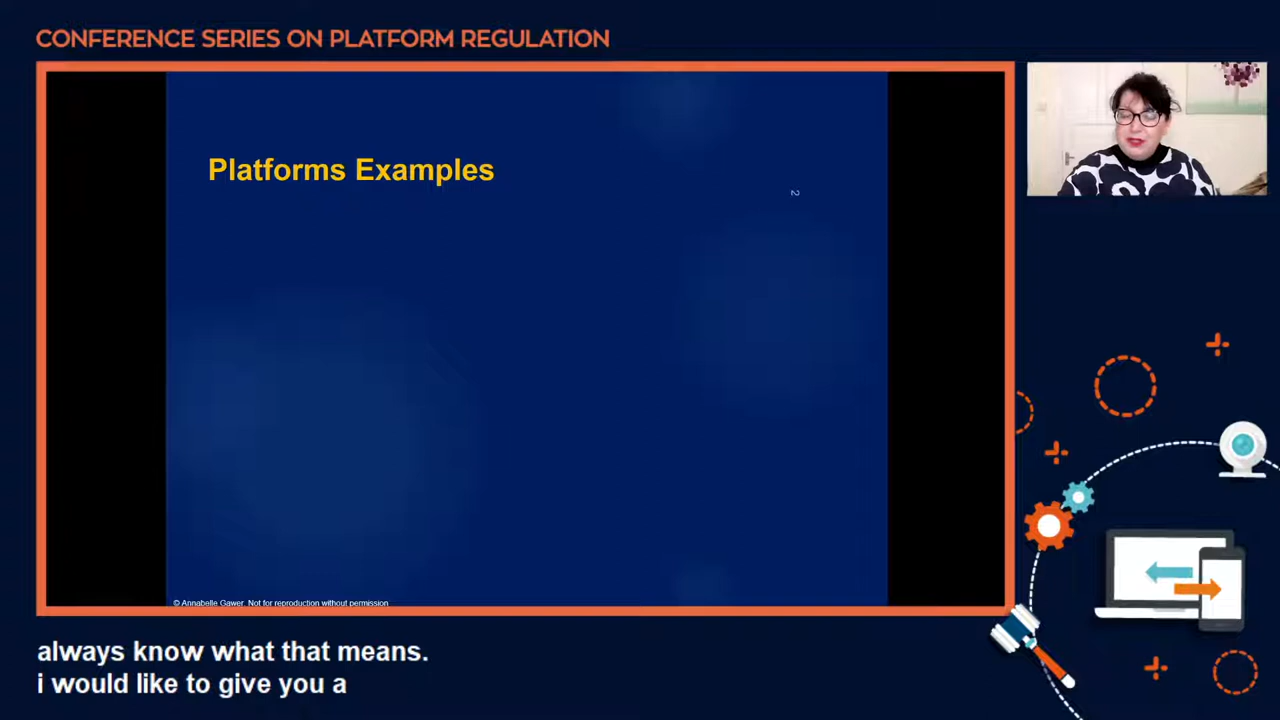 CONFERENCE SERIES ON PLATFORM REGULATION
Platforms Examples
2
© Annabelle Gawer. Not for reproduction without permission
always know what that means.
i would like to give you a